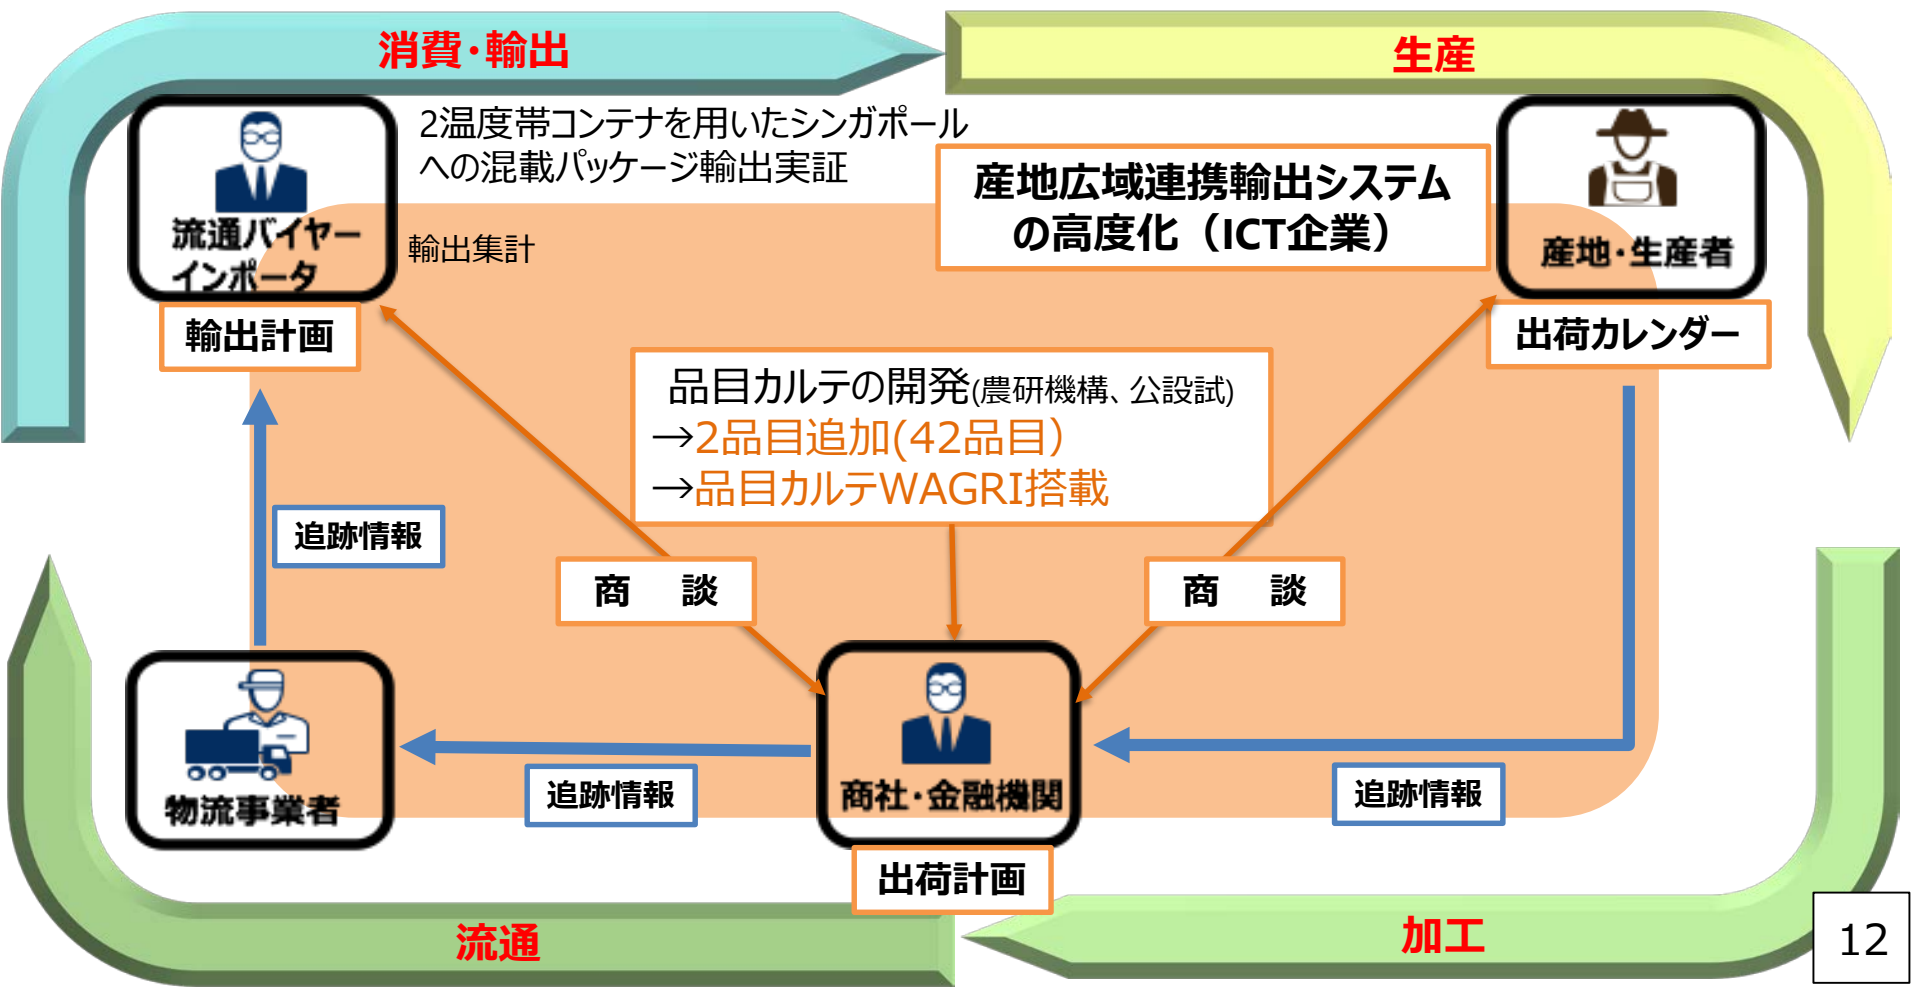 消費・輸出
生産
2温度帯コンテナを用いたシンガポール
への混載パッケージ輸出実証
産地広域連携輸出システム
の高度化（ICT企業）
流通バイヤー
インポータ
輸出集計
産地・生産者
輸出計画
出荷カレンダー
品目カルテの開発(農研機構、公設試)
→2品目追加(42品目）
→品目カルテWAGRI搭載
追跡情報
商　談
商　談
物流事業者
追跡情報
商社・金融機関
追跡情報
出荷計画
流通
加工
12